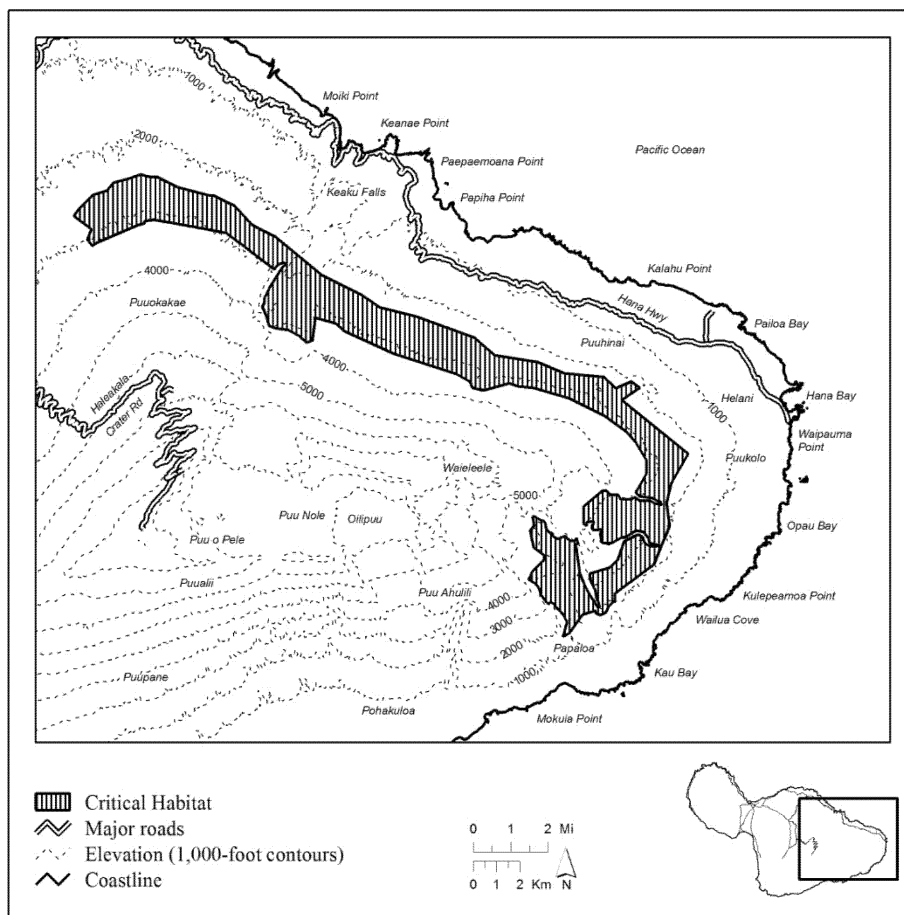 1000
Moiki Point
Keanae Point
2000
Paepaemoana Point
Pacific Ocean
Keaku Falls
Papiha Point
4000
Kalahu Point
Puuokakae
Hana Hwy
Pailoa Bay
4000
Puuhinai
Haleakala
Crater Rd
5000
1000
Helani
Hana Bay
Waipauma
Point
Waieleele
Puukolo
5000
Puu Nole
Oilipuu
Puu o Pele
Opau Bay
Puualii
Puu Ahulili
4000
Kulepeamoa Point
3000
Wailua Cove
2000
Papaloa
Puupane
1000
Kau Bay
Pohakuloa
Mokuia Point
Critical Habitat
Major roads
Elevation (1,000-foot contours)
Coastline
0 1 2 Mi
0 1 2 Km
N